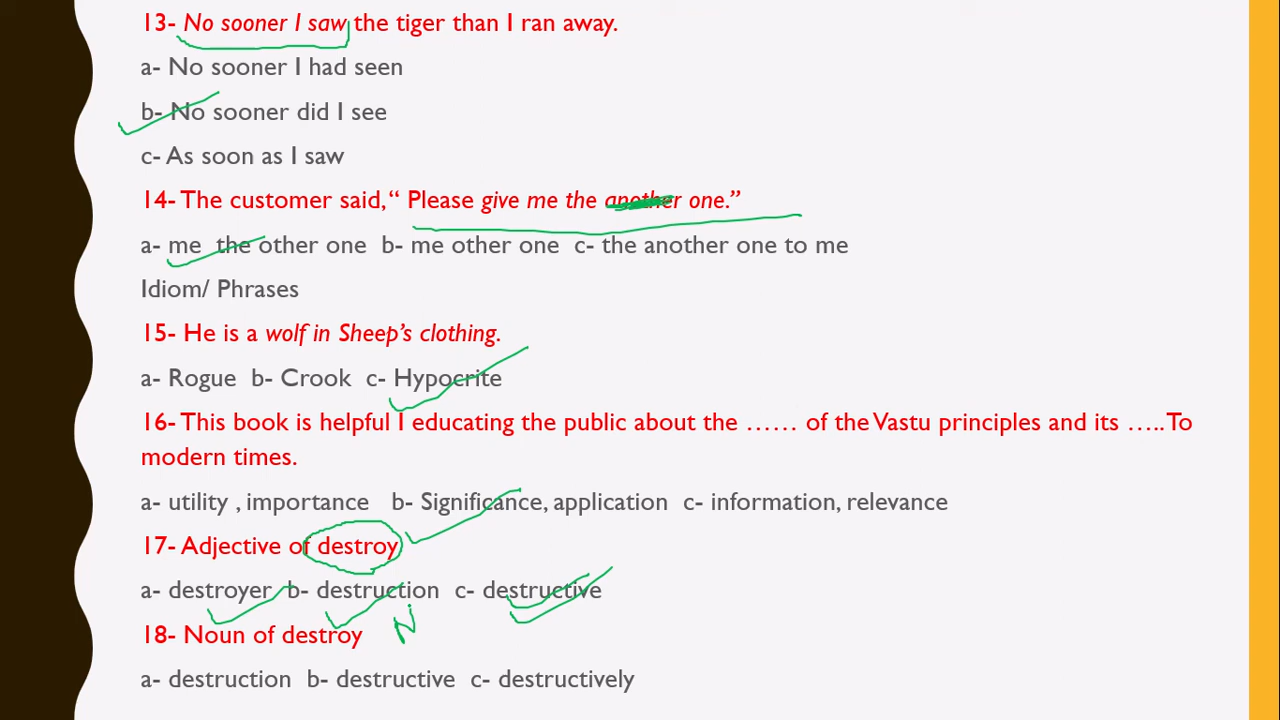 13- No sooner I saw the tiger than I ran away.
a- No sooner I had seen
b- No sooner did I see
c- As soon as I saw
14- The customer said,“ Please give me the another one.”
a- me the other one b- me other one c- the another one to me
Idiom/ Phrases
15- He is a wolf in Sheep’s clothing.
a- Rogue b- Crook c- Hypocrite
16- This book is helpful I educating the public about the …… of the Vastu principles and its ….. To
modern times.
a- utility , importance b- Significance, application c- information, relevance
17- Adjective of destroy
a- destroyer b- destruction c- destructive
18- Noun of destroy N
a- destruction b- destructive c- destructively